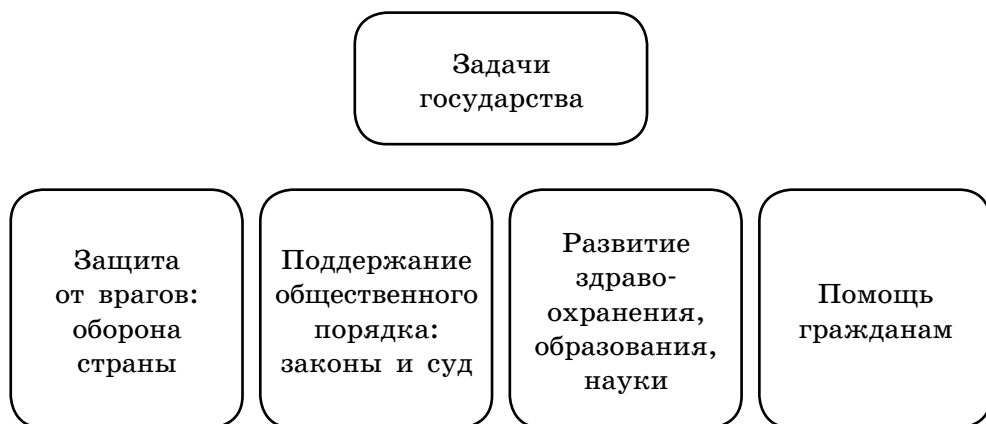 Задачи
государства
Защита
от врагов:
оборона
страны
Поддержание
общественного
порядка:
законы и суд
Развитие
здраво-
охранения,
образования,
науки
Помощь
гражданам